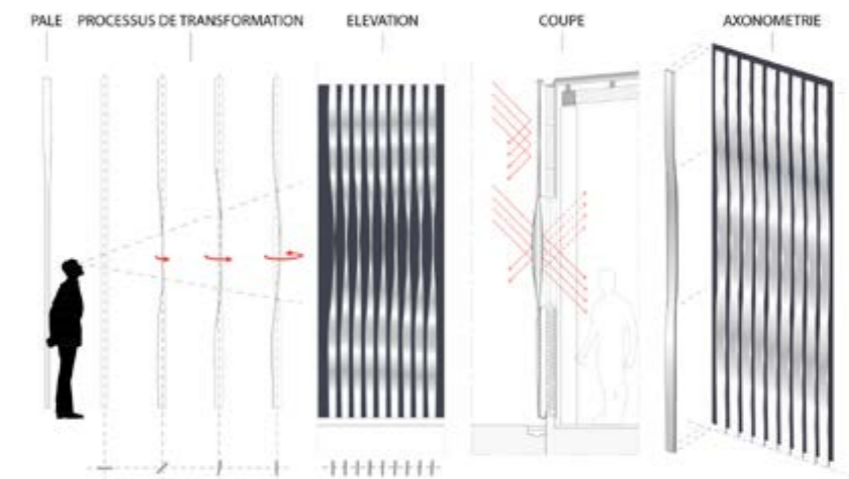 PALE
PROCESSUS DE TRANSFORMATION
ELEVATION
COUPE
AXONOMETRIE